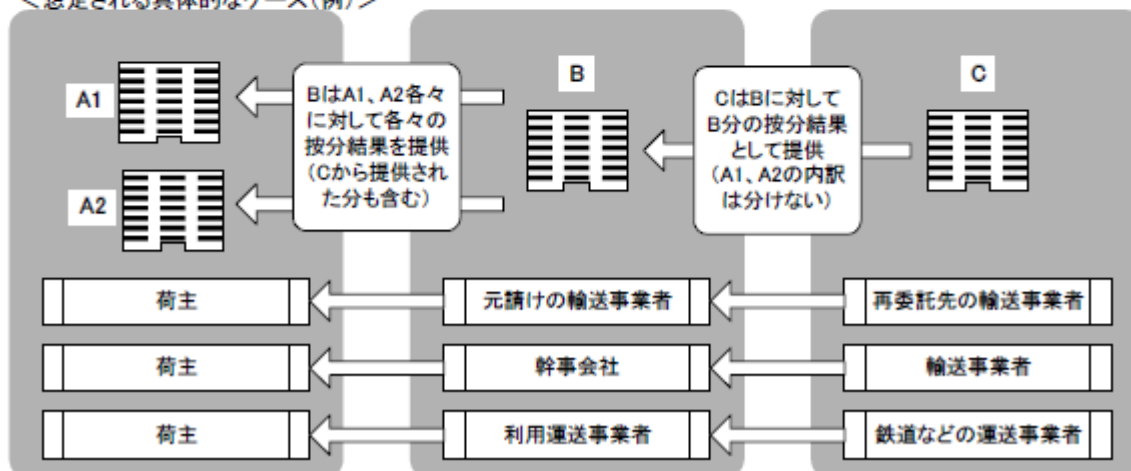 ＜想定される具体的なケース（例）＞
A1
A2
BはA1、A2各々
に対して各々の
按分結果を提供
（Cから提供され
た分も含む）
B
CはBに対して
B分の按分結果
として提供
（A1、A2の内訳
は分けない）
C
荷主
元請けの輸送事業者
再委託先の輸送事業者
荷主
幹事会社
輸送事業者
荷主
利用運送事業者
鉄道などの運送事業者